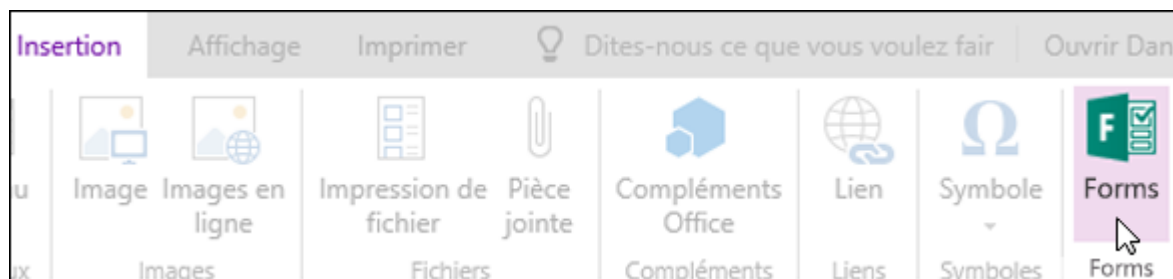 Insertion Affichage Imprimer Dites-nous ce que vous voulez fair Ouvrir Dan
Image Images en ligne Impression de fichier Pièce jointe Compléments Office Lien Symbole Forms
Images Fichiers Compléments Liens Symboles Forms